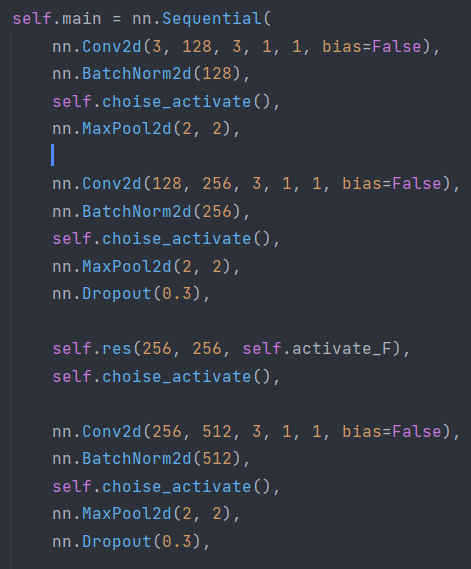 self.main = nn.Sequential(
nn.Conv2d(3, 128, 3, 1, 1, bias=False),
nn.BatchNorm2d(128),
self.choise_activate(),
nn.MaxPool2d(2, 2),
nn.Conv2d(128, 256, 3, 1, 1, bias=False),
nn.BatchNorm2d(256),
self.choise_activate(),
nn.MaxPool2d(2, 2),
nn.Dropout(0.3),
self.res(256, 256, self.activate_F),
self.choise_activate(),
nn.Conv2d(256, 512, 3, 1, 1, bias=False),
nn.BatchNorm2d(512),
self.choise_activate(),
nn.MaxPool2d(2, 2),
nn.Dropout(0.3),